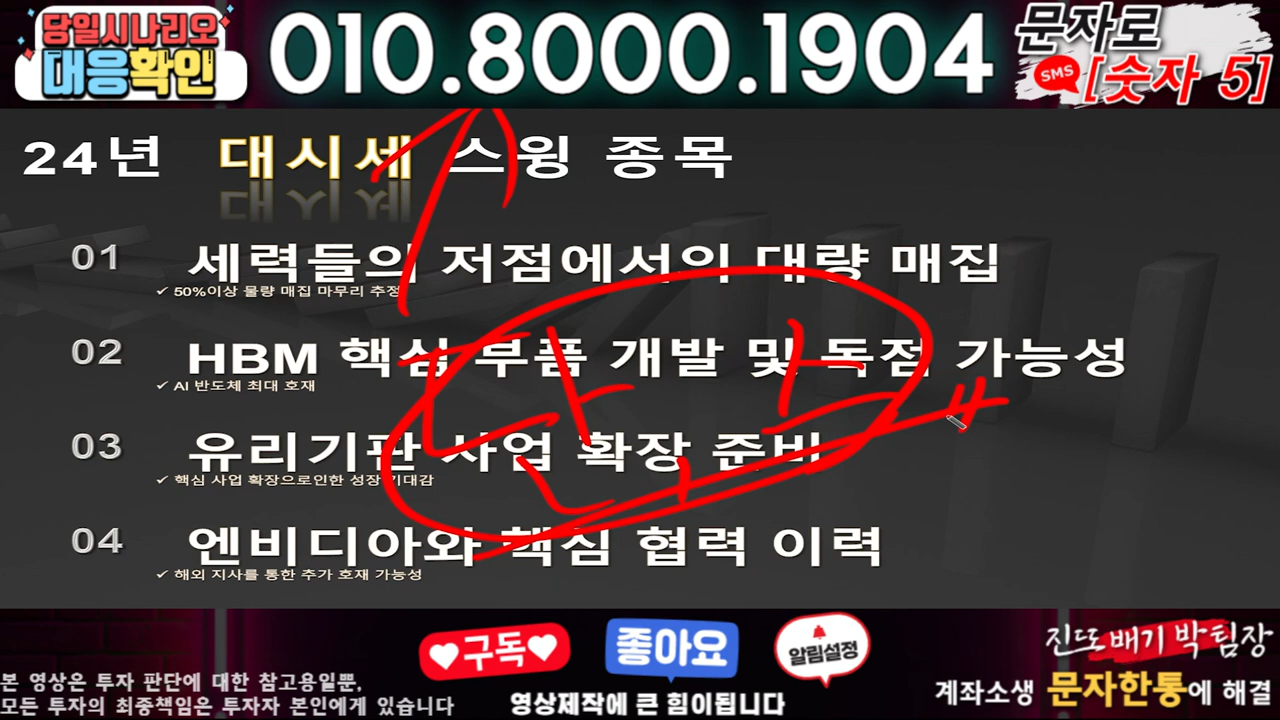 당일시나리오
대응확인
010.8000.1904
문자로
SMS
[숫자 5]
24년 대시세 스윙 종목
01 세력들의 저점에서의 대량 매집
✓ 50%이상 물량 매집 마무리 추정
02 HBM 핵심 부품 개발 및 독점 가능성
✓ AI 반도체 최대 호재
03 유리기판 사업 확장 준비
✓ 핵심 사업 확장으로인한 성장 기대감
04 엔비디아와 핵심 협력 이력
✓ 해외 지사를 통한 추가 호재 가능성
구독
좋아요
알림설정
영상제작에 큰 힘이됩니다
본 영상은 투자 판단에 대한 참고용일뿐,
모든 투자의 최종책임은 투자자 본인에게 있습니다
진또배기 박팀장
계좌소생 문자한통에 해결